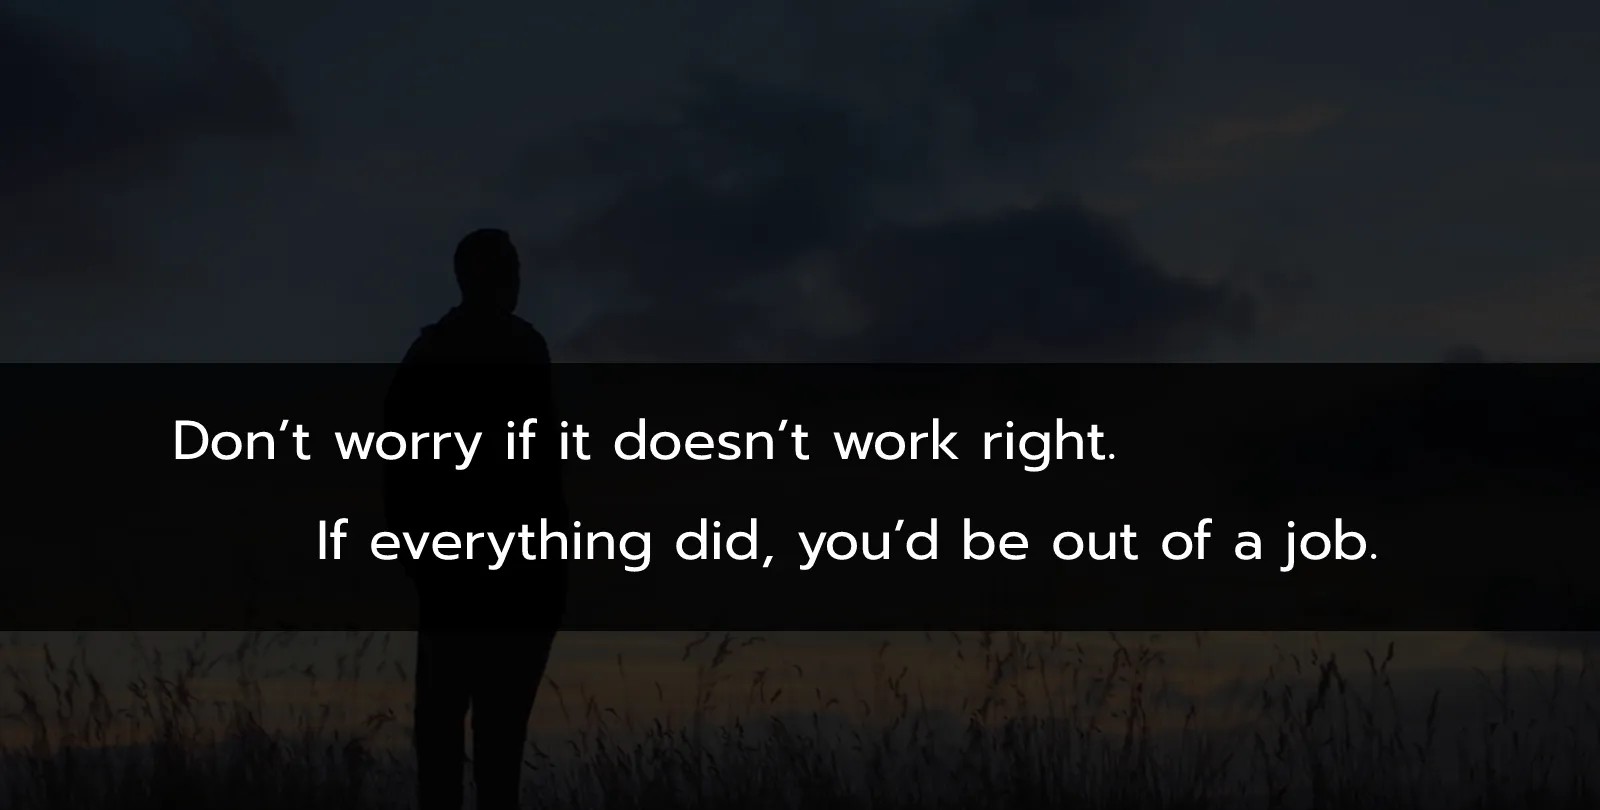 Don’t worry if it doesn’t work right.
If everything did, you’d be out of a job.